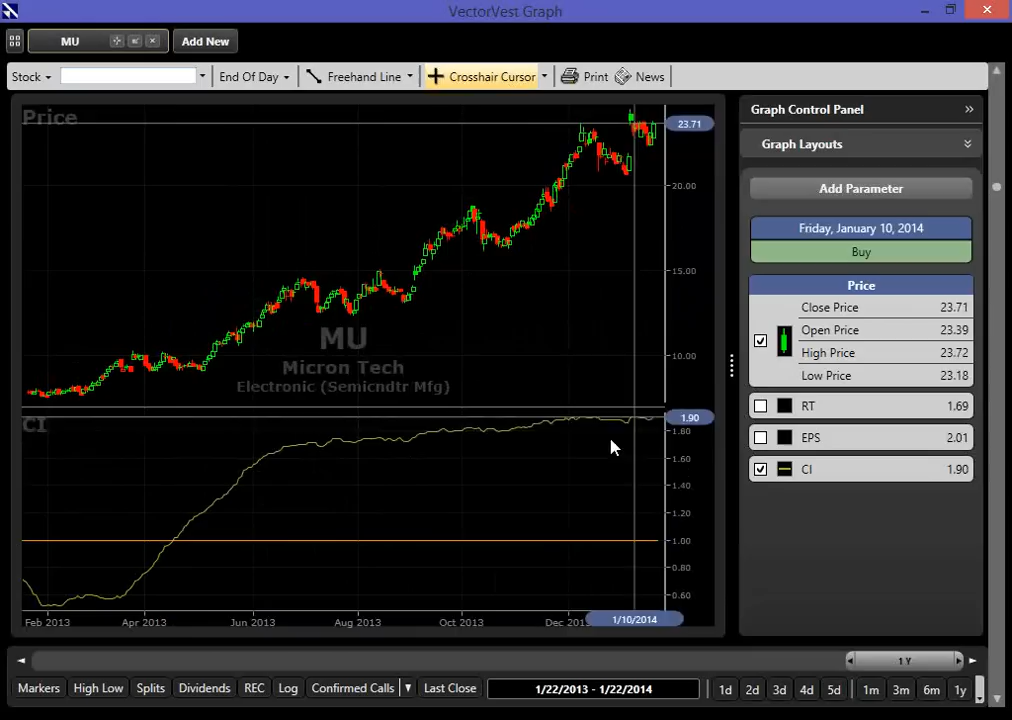 VectorVest Graph
MU
Add New
Stock
End Of Day
Freehand Line
Crosshair Cursor
Print
News
Price
23.71
20.00
15.00
10.00
MU
Micron Tech
Electronic (Semicndtr Mfg)
CI
1.90
1.80
1.60
1.40
1.20
1.00
0.80
0.60
Feb 2013
Apr 2013
Jun 2013
Aug 2013
Oct 2013
Dec 2013
1/10/2014
Graph Control Panel
Graph Layouts
Add Parameter
Friday, January 10, 2014
Buy
Price
Close Price 23.71
Open Price 23.39
High Price 23.72
Low Price 23.18
RT 1.69
EPS 2.01
CI 1.90
1 Y
Markers
High Low
Splits
Dividends
REC
Log
Confirmed Calls
Last Close
1/22/2013 - 1/22/2014
1d
2d
3d
4d
5d
1m
3m
6m
1y